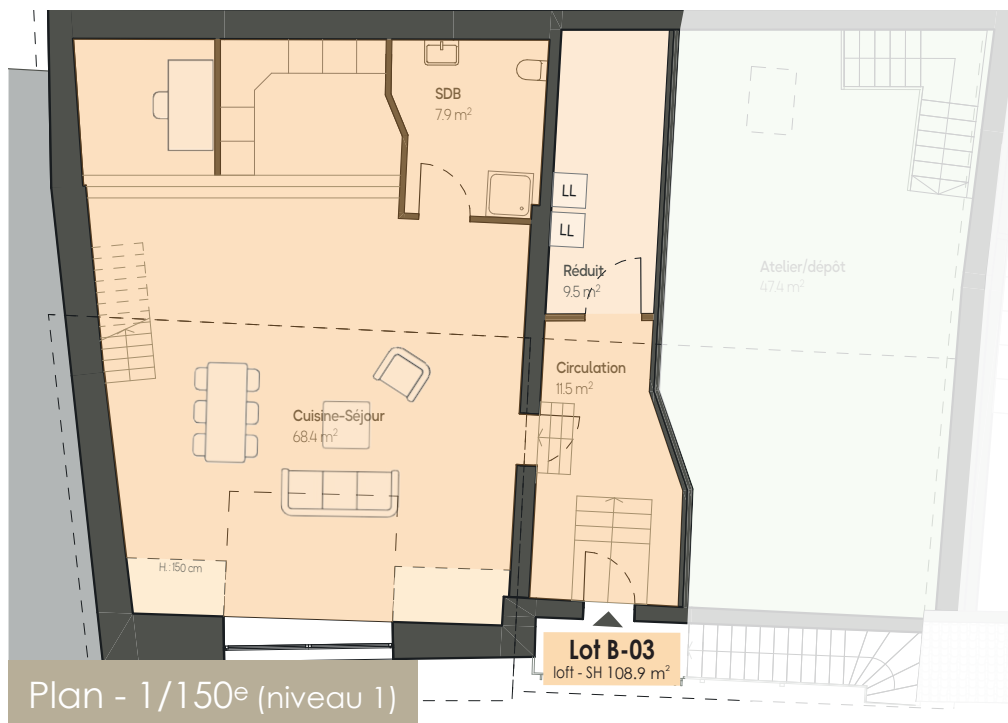 SDB
7.9 m²
LL
LL
Réduit
9.5 m²
Atelier/dépôt
47.4 m²
Circulation
11.5 m²
Cuisine-Séjour
68.4 m²
H.: 150 cm
Lot B-03
loft - SH 108.9 m²
Plan - 1/150e (niveau 1)